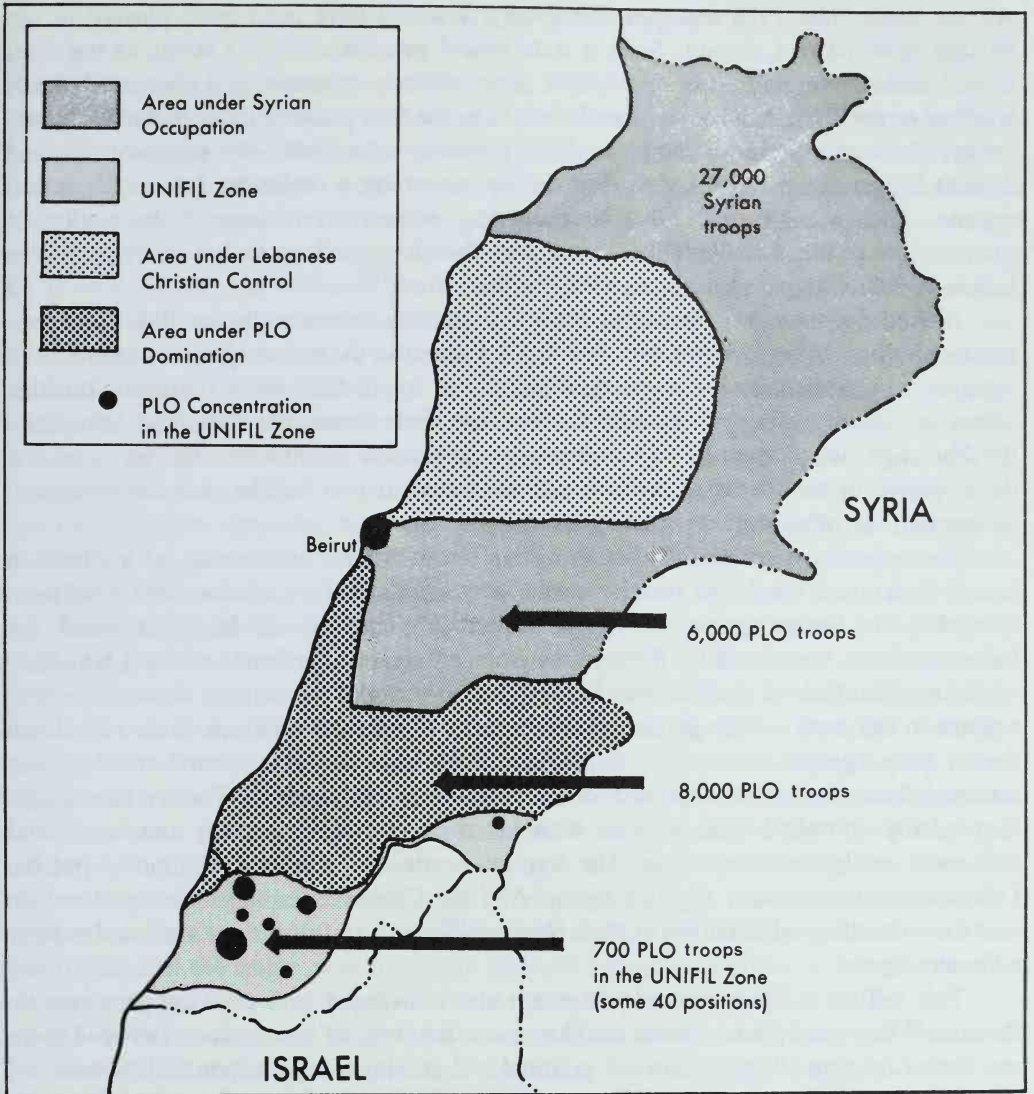 Area under Syrian
Occupation
UNIFIL Zone
Area under Lebanese
Christian Control
Area under PLO
Domination
PLO Concentration
in the UNIFIL Zone
27,000
Syrian
troops
SYRIA
Beirut
6,000 PLO troops
8,000 PLO troops
700 PLO troops
in the UNIFIL Zone
(some 40 positions)
ISRAEL